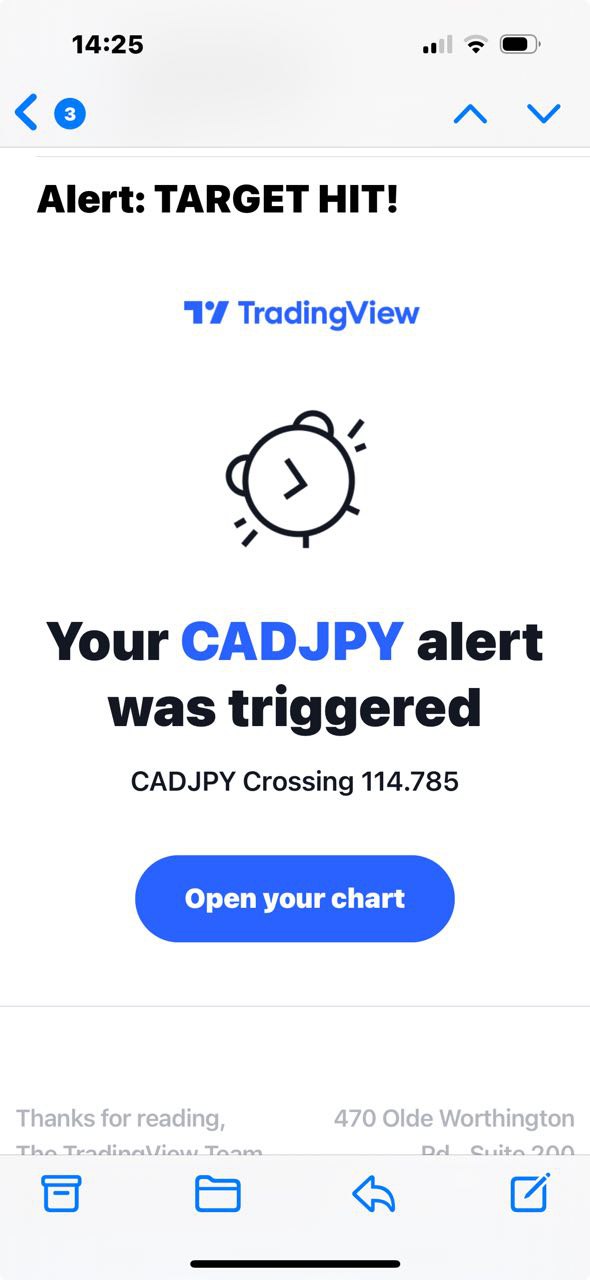 14:25
3
Alert: TARGET HIT!
TradingView
Your CADJPY alert
was triggered
CADJPY Crossing 114.785
Open your chart
Thanks for reading,
470 Olde Worthington
The TradingView Team
Rd., Suite 200